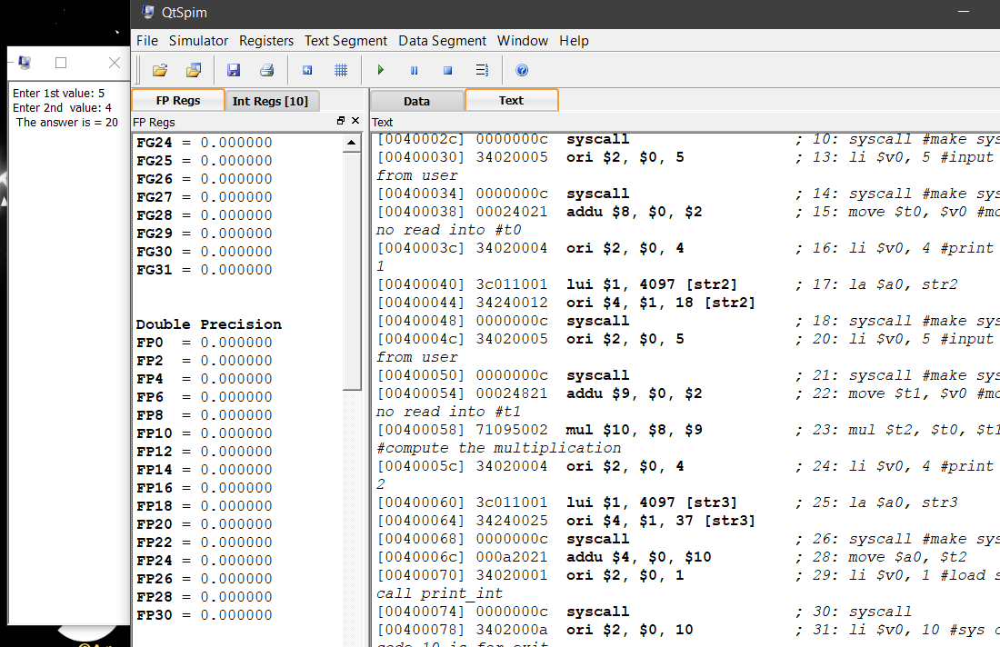 QtSpim
File Simulator Registers Text Segment Data Segment Window Help
Enter 1st value: 5
Enter 2nd  value: 4
The answer is = 20
FP Regs
Int Regs [10]
FP Regs
FG24 = 0.000000
FG25 = 0.000000
FG26 = 0.000000
FG27 = 0.000000
FG28 = 0.000000
FG29 = 0.000000
FG30 = 0.000000
FG31 = 0.000000
Double Precision
FP0  = 0.000000
FP2  = 0.000000
FP4  = 0.000000
FP6  = 0.000000
FP8  = 0.000000
FP10 = 0.000000
FP12 = 0.000000
FP14 = 0.000000
FP16 = 0.000000
FP18 = 0.000000
FP20 = 0.000000
FP22 = 0.000000
FP24 = 0.000000
FP26 = 0.000000
FP28 = 0.000000
FP30 = 0.000000
Data
Text
Text
[0040002c] 0000000c  syscall                  ; 10: syscall #make sys
[00400030] 34020005  ori $2, $0, 5            ; 13: li $v0, 5 #input
from user
[00400034] 0000000c  syscall                  ; 14: syscall #make sys
[00400038] 00024021  addu $8, $0, $2          ; 15: move $t0, $v0 #mo
no read into #t0
[0040003c] 34020004  ori $2, $0, 4            ; 16: li $v0, 4 #print
1
[00400040] 3c011001  lui $1, 4097 [str2]      ; 17: la $a0, str2
[00400044] 34240012  ori $4, $1, 18 [str2]
[00400048] 0000000c  syscall                  ; 18: syscall #make sys
[0040004c] 34020005  ori $2, $0, 5            ; 20: li $v0, 5 #input
from user
[00400050] 0000000c  syscall                  ; 21: syscall #make sys
[00400054] 00024821  addu $9, $0, $2          ; 22: move $t1, $v0 #mo
no read into #t1
[00400058] 71095002  mul $10, $8, $9          ; 23: mul $t2, $t0, $t1
#compute the multiplication
[0040005c] 34020004  ori $2, $0, 4            ; 24: li $v0, 4 #print
2
[00400060] 3c011001  lui $1, 4097 [str3]      ; 25: la $a0, str3
[00400064] 34240025  ori $4, $1, 37 [str3]
[00400068] 0000000c  syscall                  ; 26: syscall #make sys
[0040006c] 000a2021  addu $4, $0, $10         ; 28: move $a0, $t2
[00400070] 34020001  ori $2, $0, 1            ; 29: li $v0, 1 #load s
call print_int
[00400074] 0000000c  syscall                  ; 30: syscall
[00400078] 3402000a  ori $2, $0, 10           ; 31: li $v0, 10 #sys c
code 10 is for exit